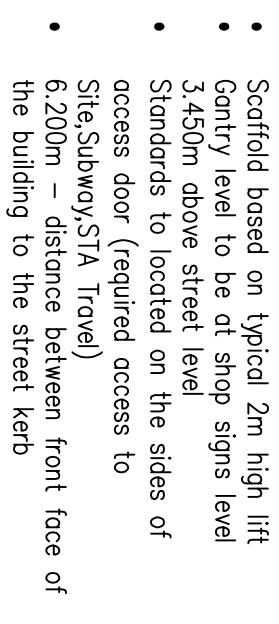 • Scaffold based on typical 2m high lift
• Gantry level to be at shop signs level
3.450m above street level
• Standards to located on the sides of
access door (required access to
Site,Subway,STA Travel)
• 6.200m – distance between front face of
the building to the street kerb